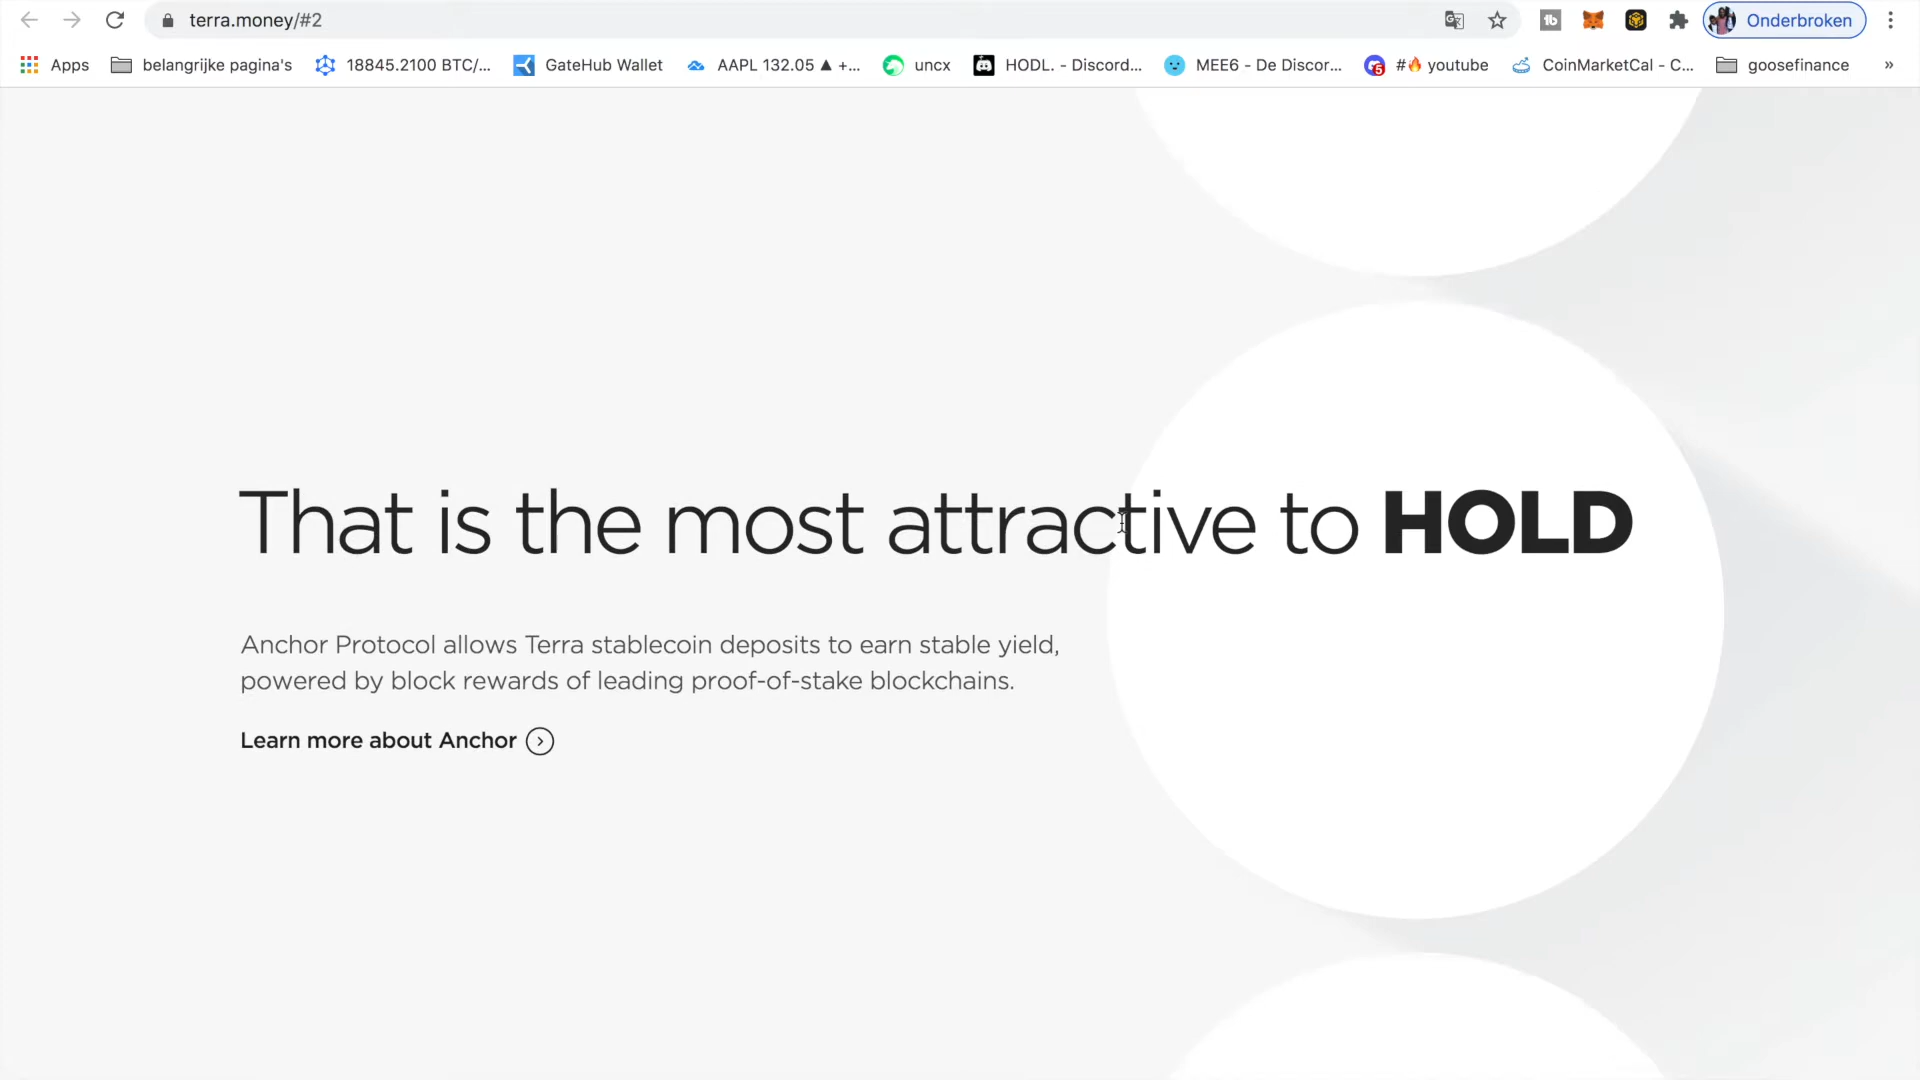 terra.money/#2
Onderbroken
Apps belangrijke pagina's 18845.2100 BTC/... GateHub Wallet AAPL 132.05 ▲ +... uncx HODL. - Discord... MEE6 - De Discor... #🔥 youtube CoinMarketCal - C... goosefinance »
That is the most attractive to HOLD
Anchor Protocol allows Terra stablecoin deposits to earn stable yield,
powered by block rewards of leading proof-of-stake blockchains.
Learn more about Anchor